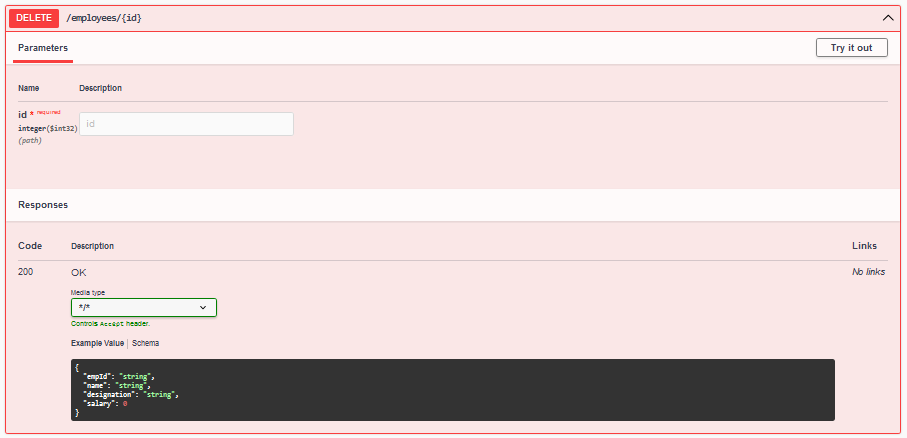 DELETE /employees/{id}
Parameters
Try it out
Name Description
id * required
integer($int32)
(path)
id
Responses
Code Description Links
200 OK No links
Media type
*/*
Controls Accept header.
Example Value | Schema
{
"empId": "string",
"name": "string",
"designation": "string",
"salary": 0
}